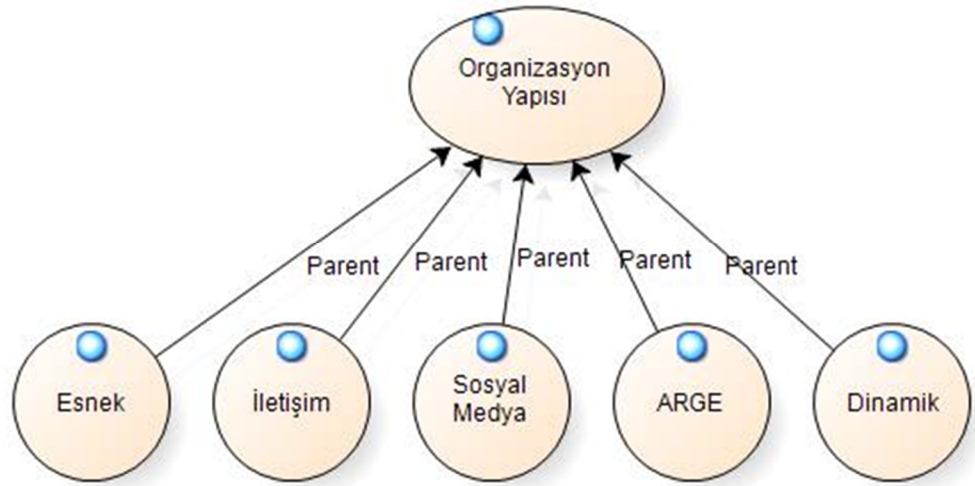 Organizasyon
Yapısı
Parent
Parent
Parent
Parent
Parent
Esnek
İletişim
Sosyal
Medya
ARGE
Dinamik